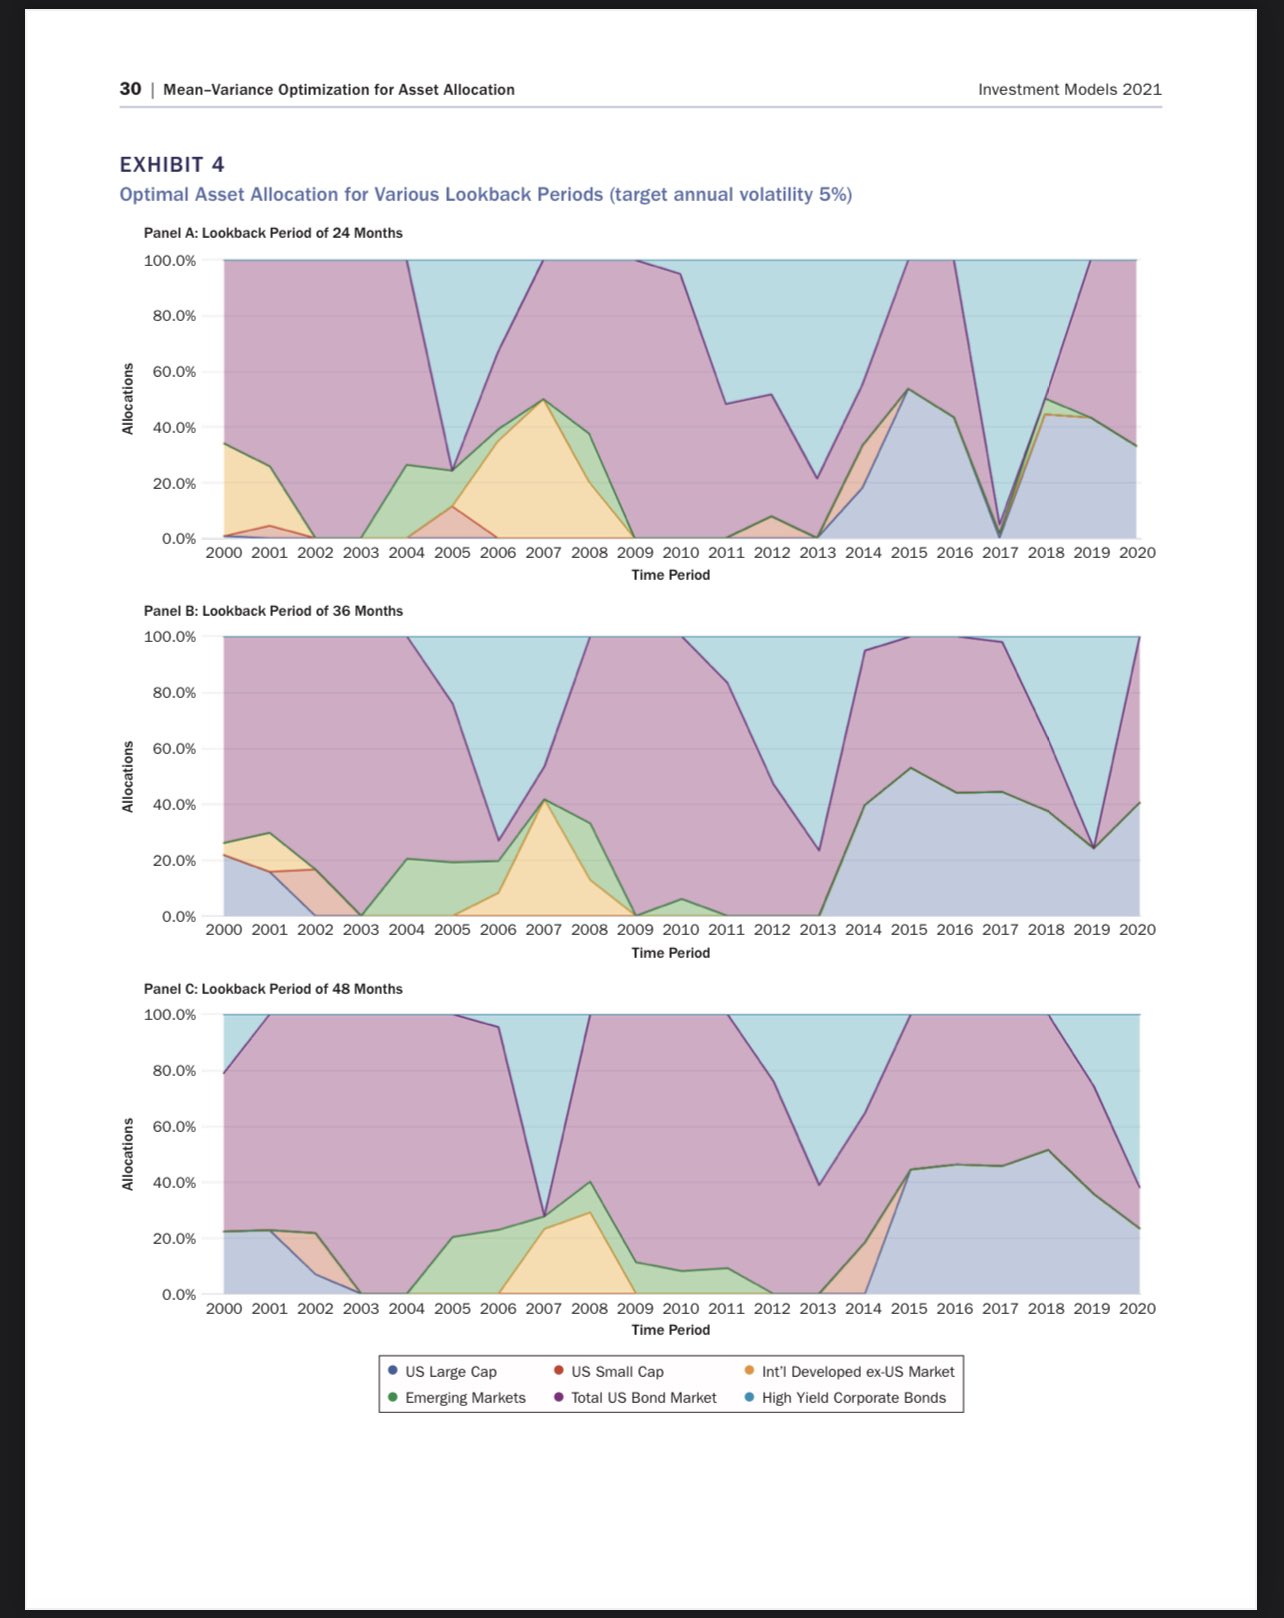 30 | Mean–Variance Optimization for Asset Allocation
Investment Models 2021
EXHIBIT 4
Optimal Asset Allocation for Various Lookback Periods (target annual volatility 5%)
Panel A: Lookback Period of 24 Months
100.0%
80.0%
60.0%
40.0%
20.0%
0.0%
Allocations
2000 2001 2002 2003 2004 2005 2006 2007 2008 2009 2010 2011 2012 2013 2014 2015 2016 2017 2018 2019 2020
Time Period
Panel B: Lookback Period of 36 Months
100.0%
80.0%
60.0%
40.0%
20.0%
0.0%
Allocations
2000 2001 2002 2003 2004 2005 2006 2007 2008 2009 2010 2011 2012 2013 2014 2015 2016 2017 2018 2019 2020
Time Period
Panel C: Lookback Period of 48 Months
100.0%
80.0%
60.0%
40.0%
20.0%
0.0%
Allocations
2000 2001 2002 2003 2004 2005 2006 2007 2008 2009 2010 2011 2012 2013 2014 2015 2016 2017 2018 2019 2020
Time Period
US Large Cap US Small Cap Int'l Developed ex-US Market
Emerging Markets Total US Bond Market High Yield Corporate Bonds